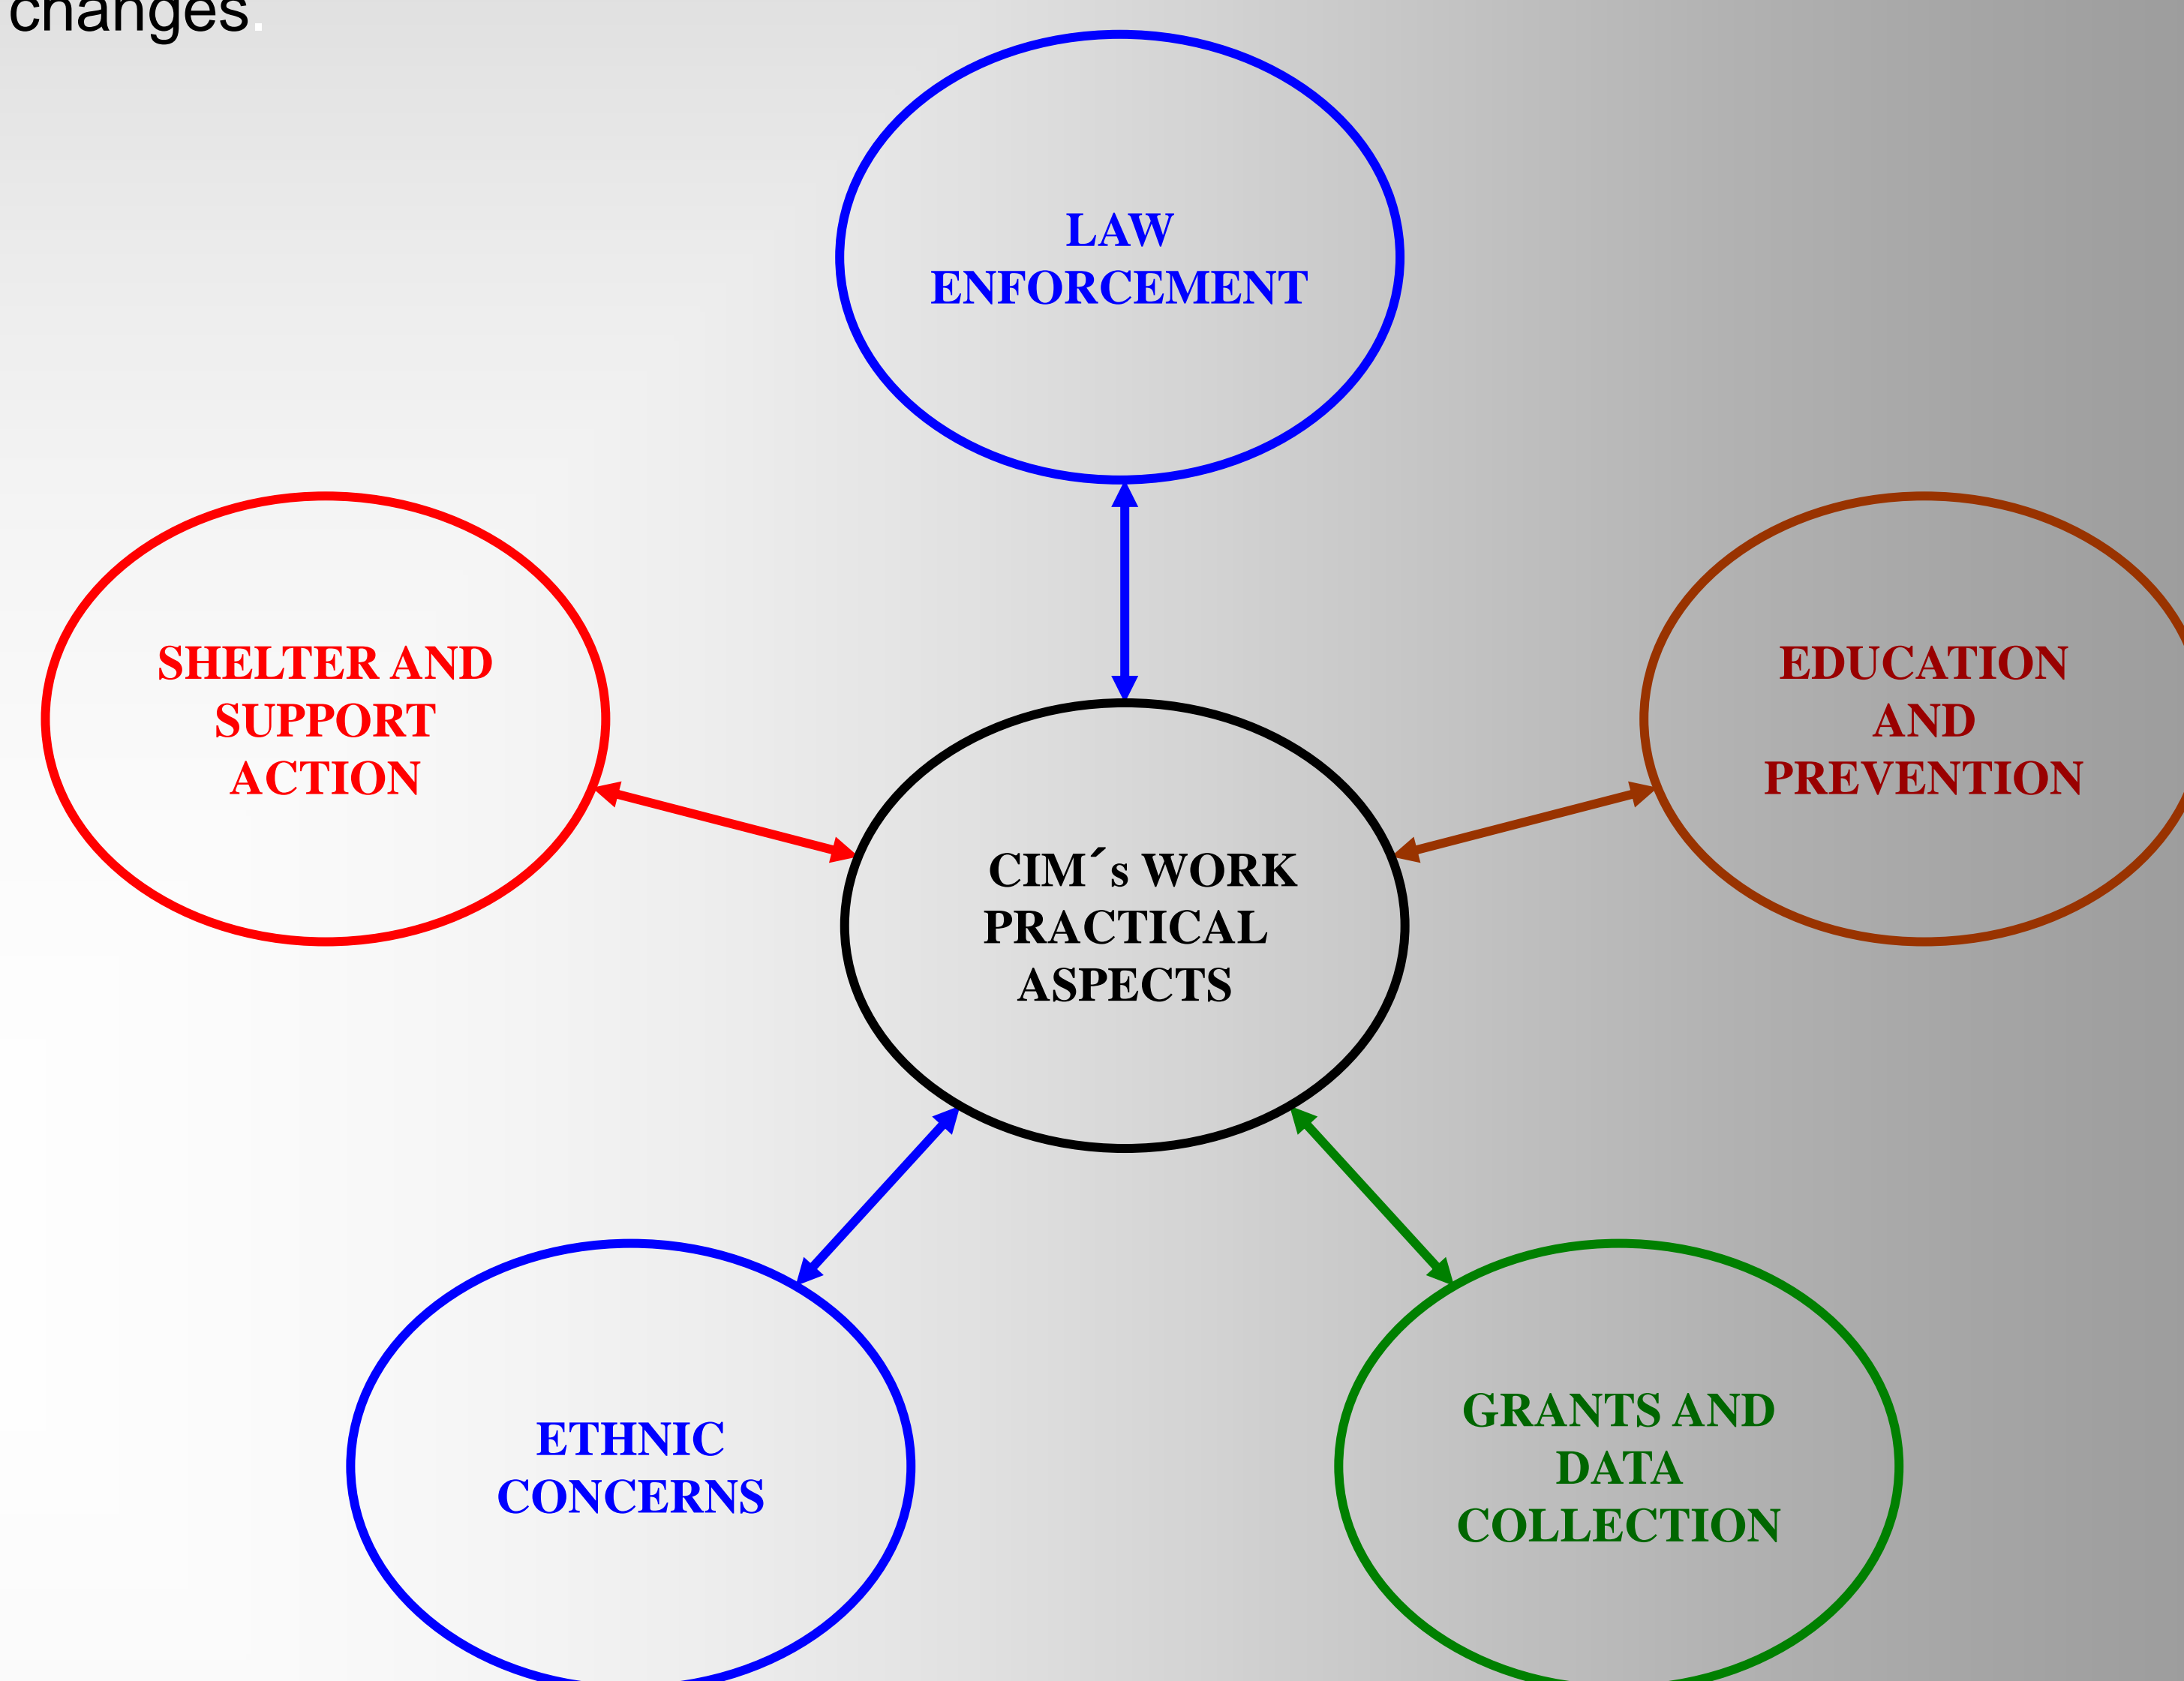 changes.
LAW
ENFORCEMENT
SHELTER AND
SUPPORT
ACTION
EDUCATION
AND
PREVENTION
CIM´s WORK
PRACTICAL
ASPECTS
ETHNIC
CONCERNS
GRANTS AND
DATA
COLLECTION